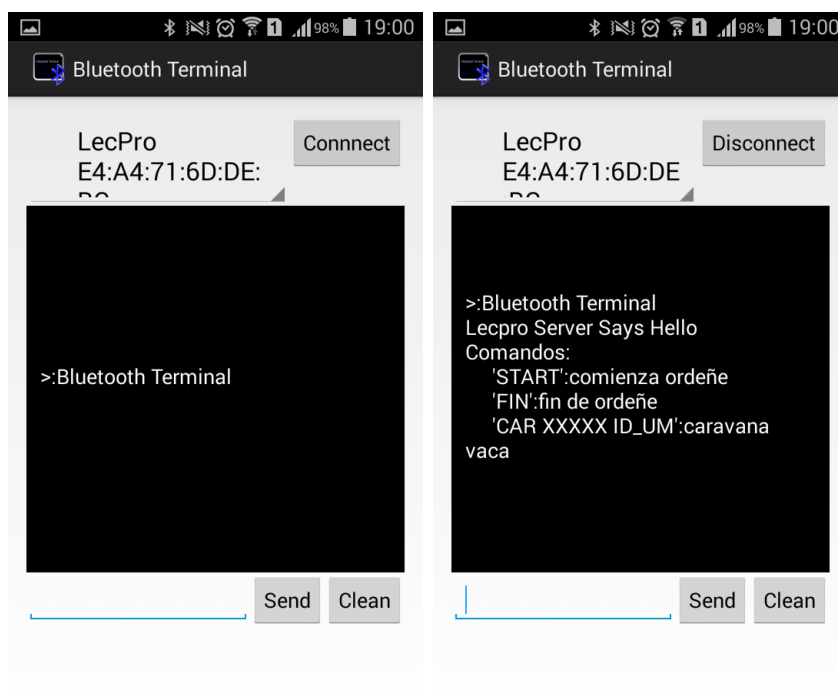 98% 19:00
Bluetooth Terminal
LecPro
E4:A4:71:6D:DE:
Connnect
>:Bluetooth Terminal
Send Clean
98% 19:00
Bluetooth Terminal
LecPro
E4:A4:71:6D:DE
Disconnect
>:Bluetooth Terminal
Lecpro Server Says Hello
Comandos:
'START':comienza ordeñe
'FIN':fin de ordeñe
'CAR XXXXX ID_UM':caravana
vaca
Send Clean